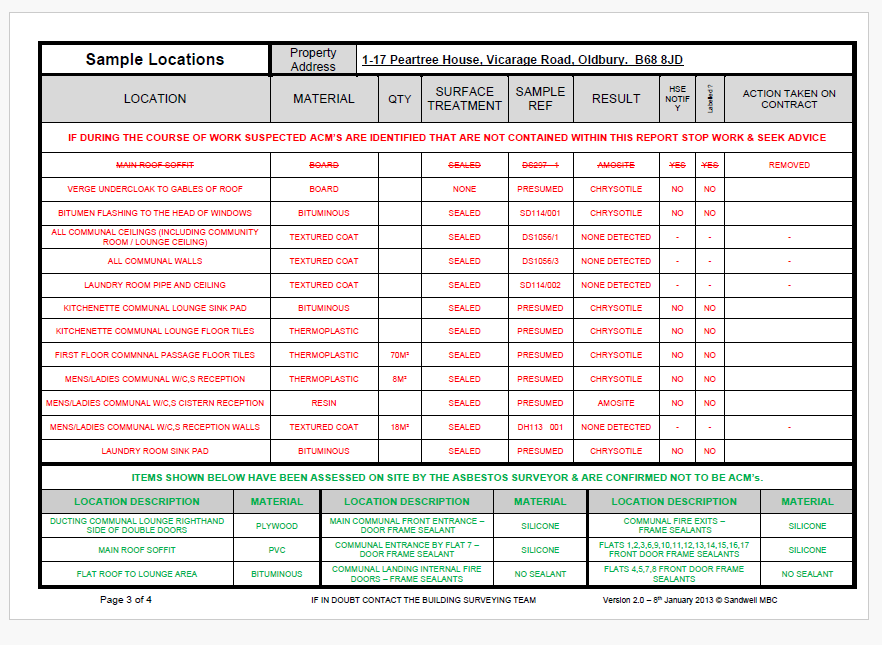 Sample Locations
Property Address
1-17 Peartree House, Vicarage Road, Oldbury. B68 8JD
LOCATION MATERIAL QTY SURFACE TREATMENT SAMPLE REF RESULT HSE NOTIFY Labelled ? ACTION TAKEN ON CONTRACT
IF DURING THE COURSE OF WORK SUSPECTED ACM'S ARE IDENTIFIED THAT ARE NOT CONTAINED WITHIN THIS REPORT STOP WORK & SEEK ADVICE
MAIN ROOF SOFFIT BOARD SEALED DS297 1 AMOSITE YES YES REMOVED
VERGE UNDERCLOAK TO GABLES OF ROOF BOARD NONE PRESUMED CHRYSOTILE NO NO
BITUMEN FLASHING TO THE HEAD OF WINDOWS BITUMINOUS SEALED SD114/001 CHRYSOTILE NO NO
ALL COMMUNAL CEILINGS (INCLUDING COMMUNITY ROOM / LOUNGE CEILING) TEXTURED COAT SEALED DS1056/1 NONE DETECTED - - -
ALL COMMUNAL WALLS TEXTURED COAT SEALED DS1056/3 NONE DETECTED - - -
LAUNDRY ROOM PIPE AND CEILING TEXTURED COAT SEALED SD114/002 NONE DETECTED - - -
KITCHENETTE COMMUNAL LOUNGE SINK PAD BITUMINOUS SEALED PRESUMED CHRYSOTILE NO NO
KITCHENETTE COMMUNAL LOUNGE FLOOR TILES THERMOPLASTIC SEALED PRESUMED CHRYSOTILE NO NO
FIRST FLOOR COMMNNAL PASSAGE FLOOR TILES THERMOPLASTIC 70M² SEALED PRESUMED CHRYSOTILE NO NO
MENS/LADIES COMMUNAL W/C,S RECEPTION THERMOPLASTIC 8M² SEALED PRESUMED CHRYSOTILE NO NO
MENS/LADIES COMMUNAL W/C,S CISTERN RECEPTION RESIN SEALED PRESUMED AMOSITE NO NO
MENS/LADIES COMMUNAL W/C,S RECEPTION WALLS TEXTURED COAT 18M² SEALED DH113 001 NONE DETECTED - - -
LAUNDRY ROOM SINK PAD BITUMINOUS SEALED PRESUMED CHRYSOTILE NO NO
ITEMS SHOWN BELOW HAVE BEEN ASSESSED ON SITE BY THE ASBESTOS SURVEYOR & ARE CONFIRMED NOT TO BE ACM's.
LOCATION DESCRIPTION MATERIAL LOCATION DESCRIPTION MATERIAL LOCATION DESCRIPTION MATERIAL
DUCTING COMMUNAL LOUNGE RIGHTHAND SIDE OF DOUBLE DOORS PLYWOOD MAIN COMMUNAL FRONT ENTRANCE – DOOR FRAME SEALANT SILICONE COMMUNAL FIRE EXITS – FRAME SEALANTS SILICONE
MAIN ROOF SOFFIT PVC COMMUNAL ENTRANCE BY FLAT 7 – DOOR FRAME SEALANT SILICONE FLATS 1,2,3,6,9,10,11,12,13,14,15,16,17 FRONT DOOR FRAME SEALANTS SILICONE
FLAT ROOF TO LOUNGE AREA BITUMINOUS COMMUNAL LANDING INTERNAL FIRE DOORS – FRAME SEALANTS NO SEALANT FLATS 4,5,7,8 FRONT DOOR FRAME SEALANTS NO SEALANT
Page 3 of 4 IF IN DOUBT CONTACT THE BUILDING SURVEYING TEAM Version 2.0 – 8th January 2013 © Sandwell MBC